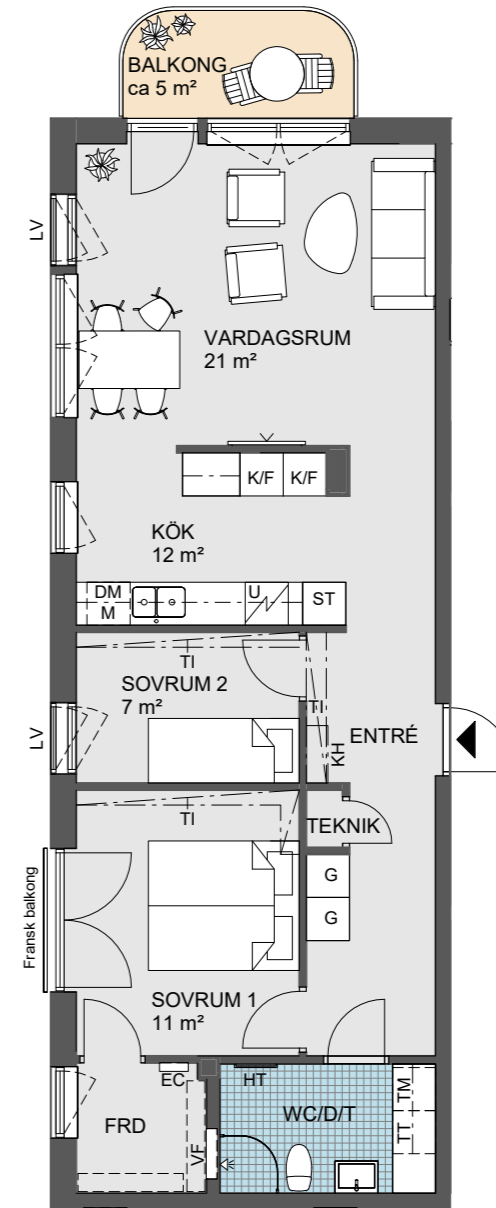 BALKONG
ca 5 m²
LV
VARDAGSRUM
21 m²
K/F K/F
KÖK
12 m²
DM
M
U
ST
TI
SOVRUM 2
7 m²
TI
LV
KH
ENTRÉ
TI
TEKNIK
G
G
Fransk balkong
SOVRUM 1
11 m²
EC
HT
FRD
VF
WC/D/T
TM
TT